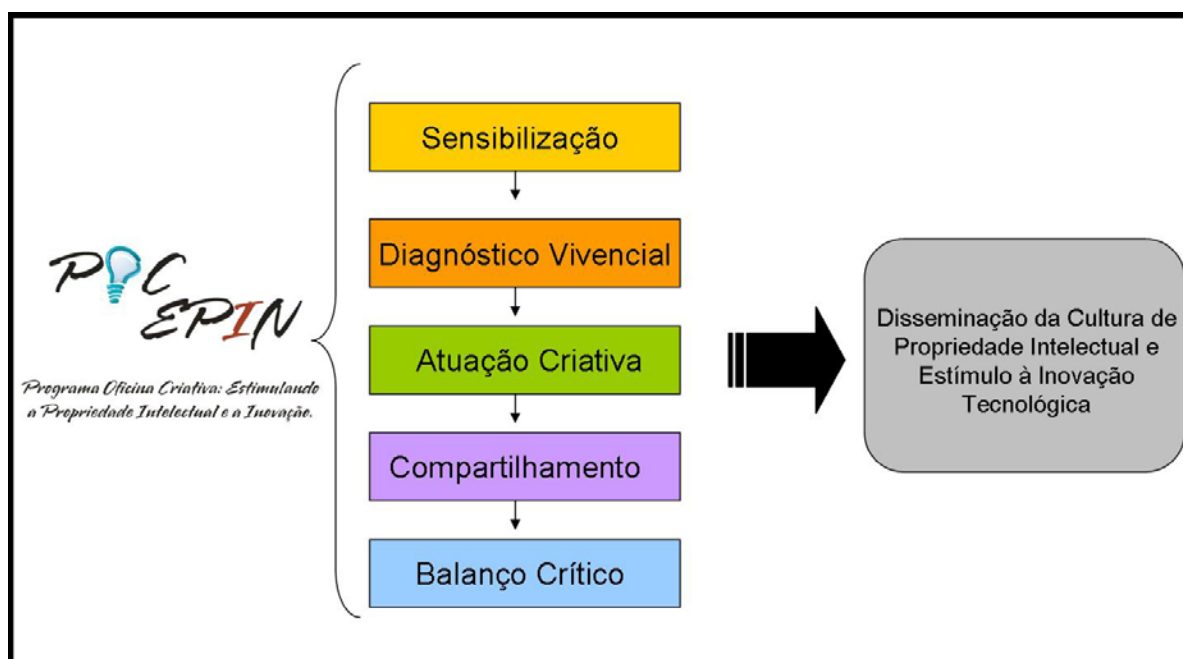 POC
EPIN
Programa Oficina Criativa: Estimulando
a Propriedade Intelectual e a Inovação.
Sensibilização
Diagnóstico Vivencial
Atuação Criativa
Compartilhamento
Balanço Crítico
Disseminação da Cultura de
Propriedade Intelectual e
Estímulo à Inovação
Tecnológica